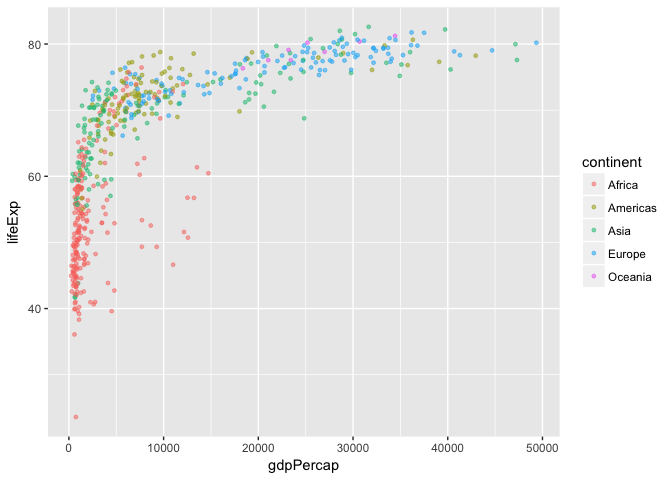 80
60
40
lifeExp
0 10000 20000 30000 40000 50000
gdpPercap
continent
Africa
Americas
Asia
Europe
Oceania